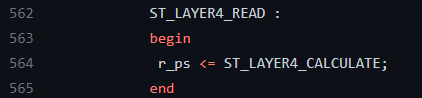 562 ST_LAYER4_READ :
563 begin
564 r_ps <= ST_LAYER4_CALCULATE;
565 end